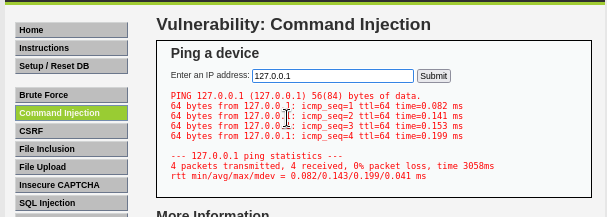 Home
Instructions
Setup / Reset DB
Brute Force
Command Injection
CSRF
File Inclusion
File Upload
Insecure CAPTCHA
SQL Injection
Vulnerability: Command Injection
Ping a device
Enter an IP address: 127.0.0.1 Submit
PING 127.0.0.1 (127.0.0.1) 56(84) bytes of data.
64 bytes from 127.0.0.1: icmp_seq=1 ttl=64 time=0.082 ms
64 bytes from 127.0.0.1: icmp_seq=2 ttl=64 time=0.141 ms
64 bytes from 127.0.0.1: icmp_seq=3 ttl=64 time=0.153 ms
64 bytes from 127.0.0.1: icmp_seq=4 ttl=64 time=0.199 ms
--- 127.0.0.1 ping statistics ---
4 packets transmitted, 4 received, 0% packet loss, time 3058ms
rtt min/avg/max/mdev = 0.082/0.143/0.199/0.041 ms
More Information